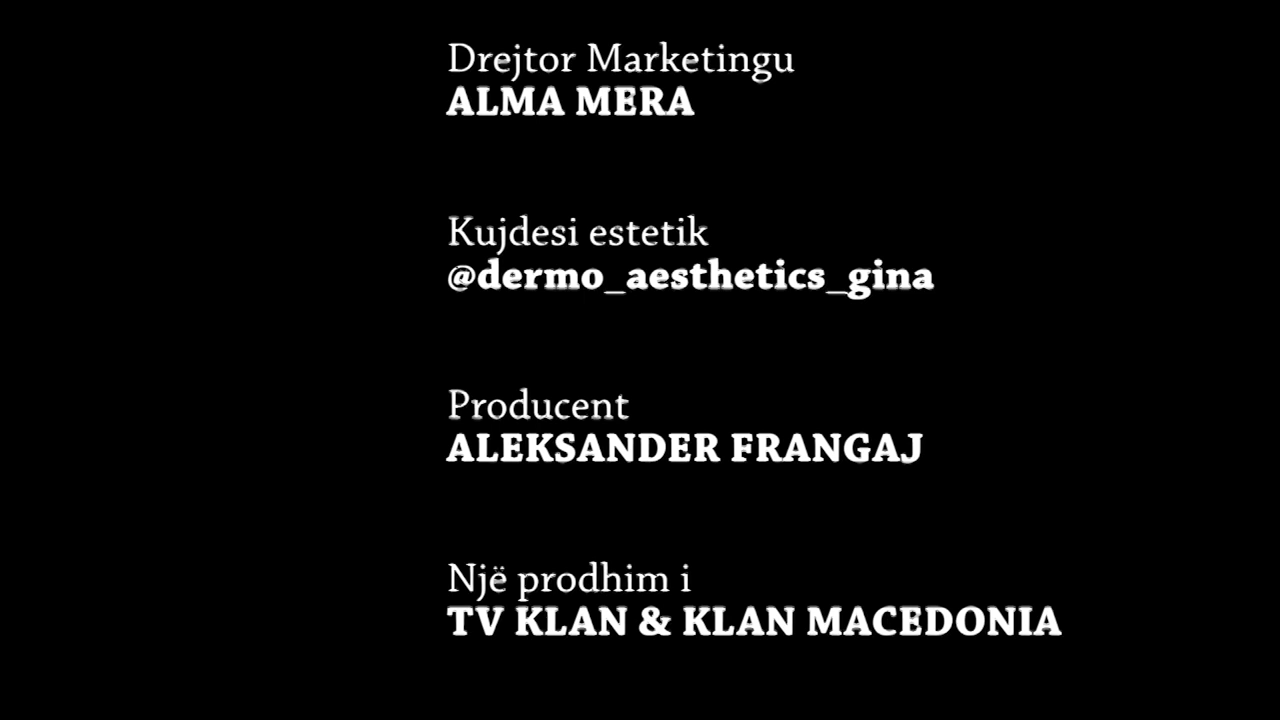 Drejtor Marketingu
ALMA MERA
Kujdesi estetik
@dermo_aesthetics_gina
Producent
ALEKSANDER FRANGAJ
Një prodhim i
TV KLAN & KLAN MACEDONIA